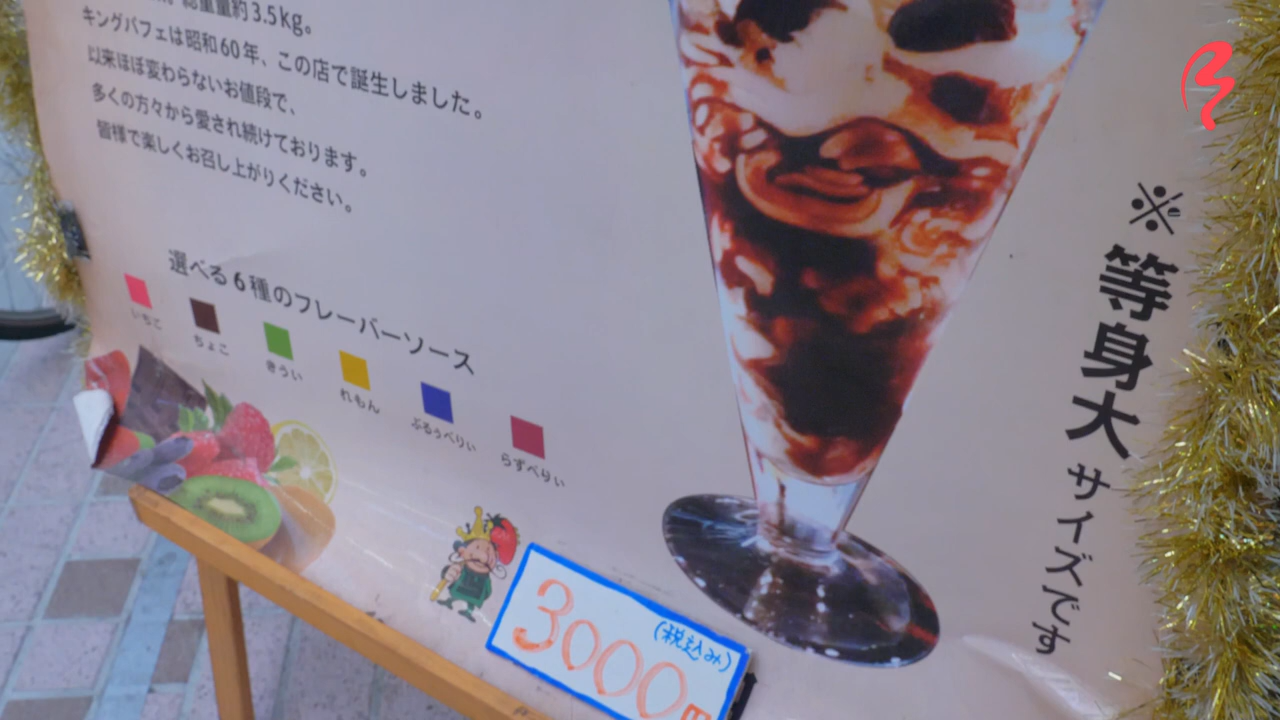 総重量約3.5kg。
キングパフェは昭和60年、この店で誕生しました。
以来ほぼ変わらないお値段で、
多くの方々から愛され続けております。
皆様で楽しくお召し上がりください。
選べる6種のフレーバーソース
いちご
ちょこ
きうい
れもん
ぶるぅべりぃ
らずべりぃ
(税込み)
3000円
※等身大サイズです